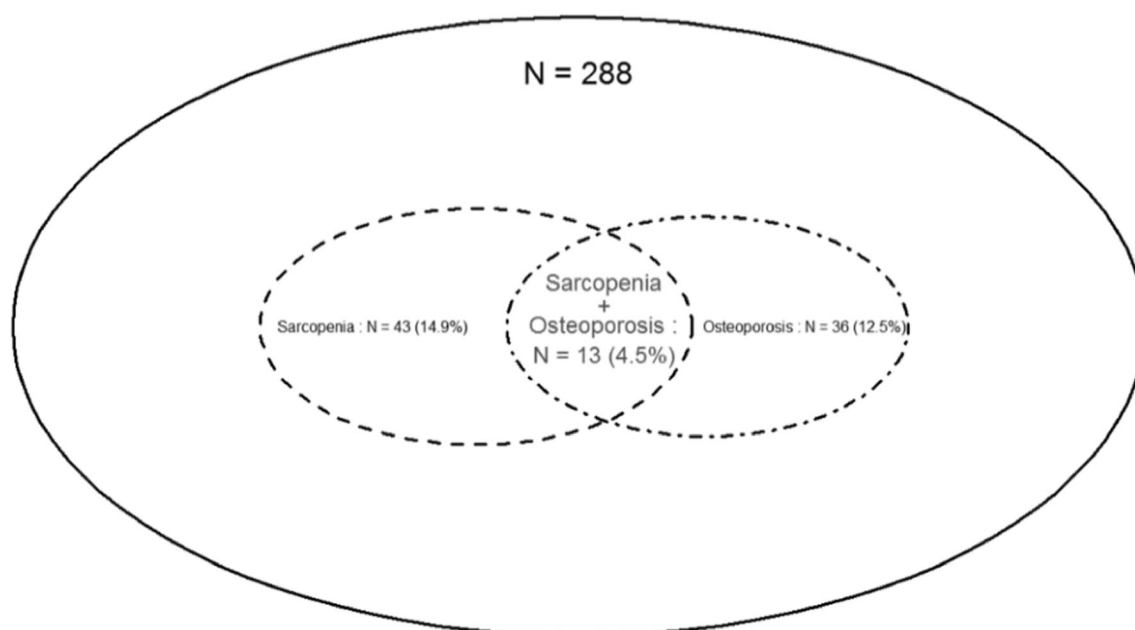 N = 288
Sarcopenia : N = 43 (14.9%)
Sarcopenia
+
Osteoporosis :
N = 13 (4.5%)
Osteoporosis : N = 36 (12.5%)